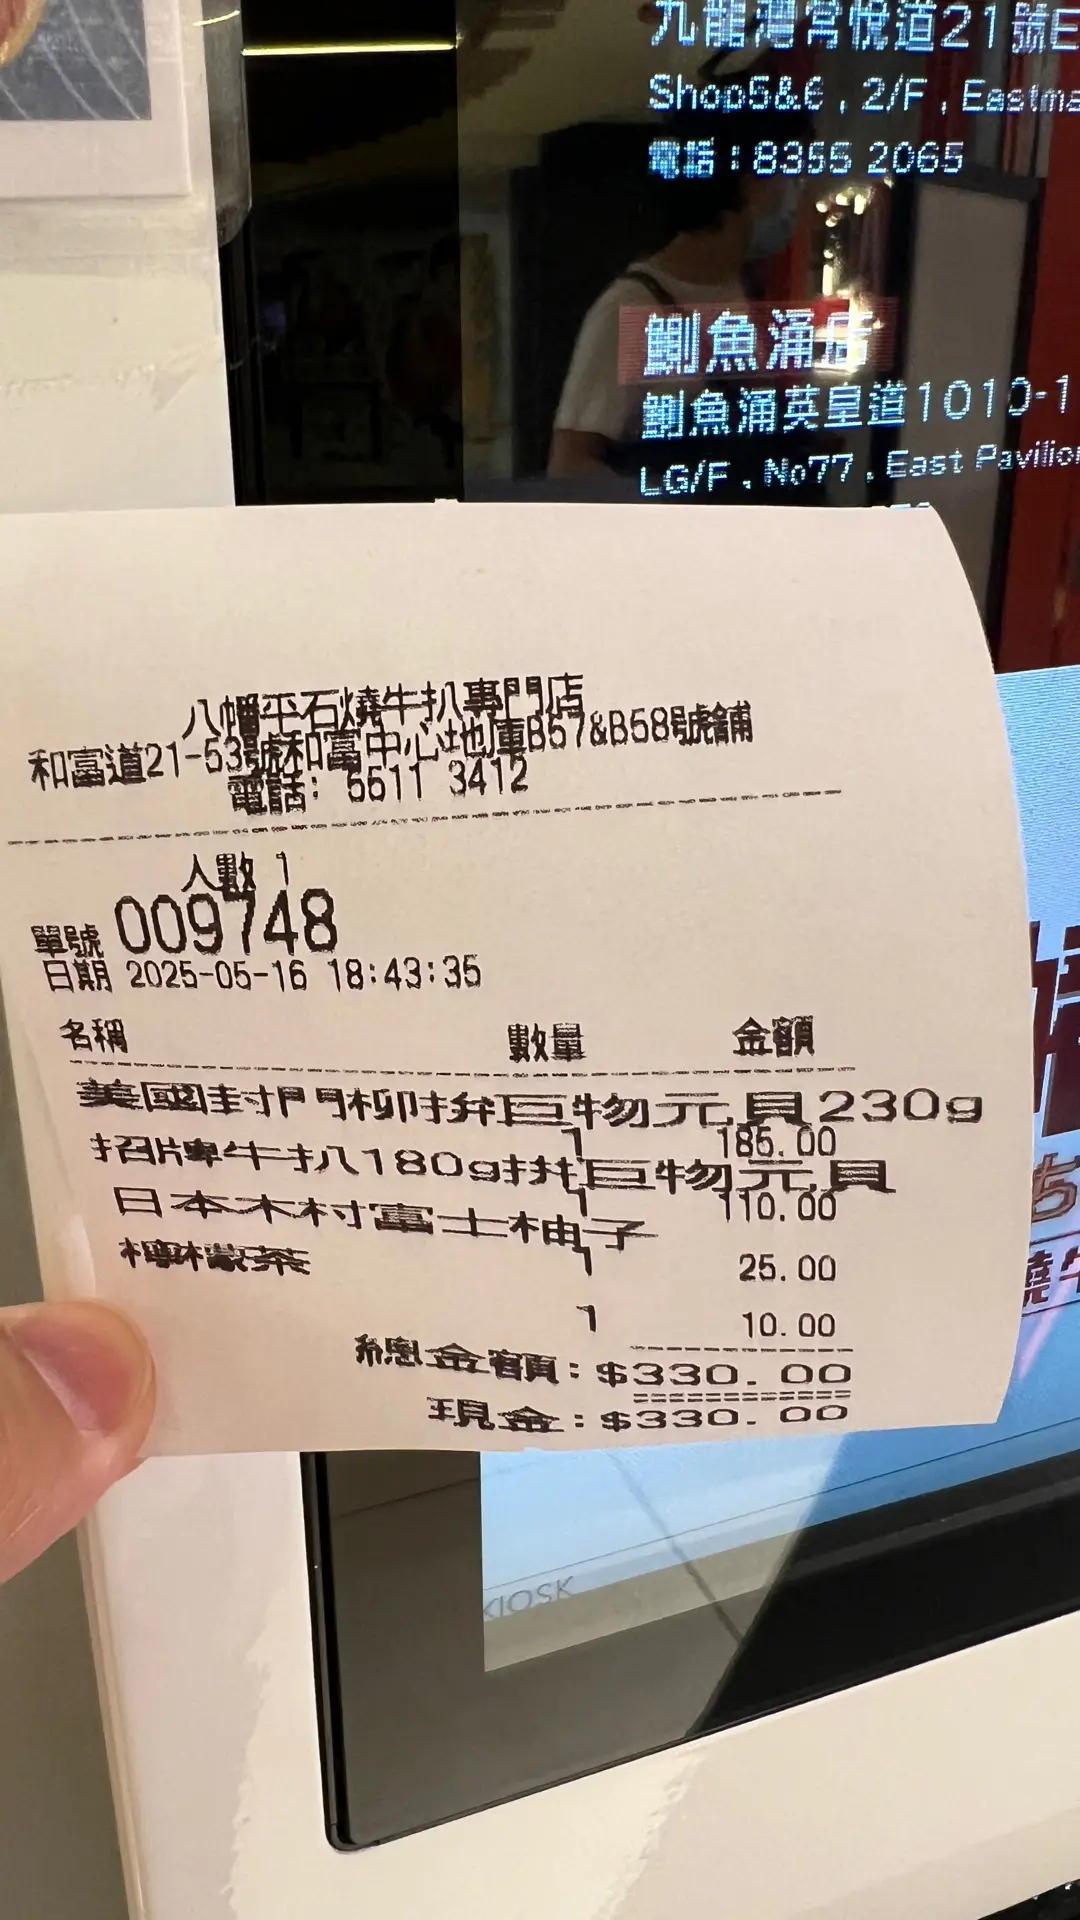 九龍灣常悅道21號E
Shop5&6 , 2/F , Eastma
電話：8355 2065
鰂魚涌店
鰂魚涌英皇道1010-1
LG/F , No77 , East Pavilion
八蠟平石燒牛扒專門店
和富道21-53號和富中心地庫B57&B58號舖
電話： 5511 3412
人數 1
單號 009748
日期 2025-05-16 18:43:35
名稱 數量 金額
美國封門柳拼巨物元貝230g
1 185.00
招牌牛扒180g拼巨物元貝
1 110.00
日本木村富士柚子
1 25.00
檸檬茶
1 10.00
總金額：$330.00
現金：$330.00
KIOSK